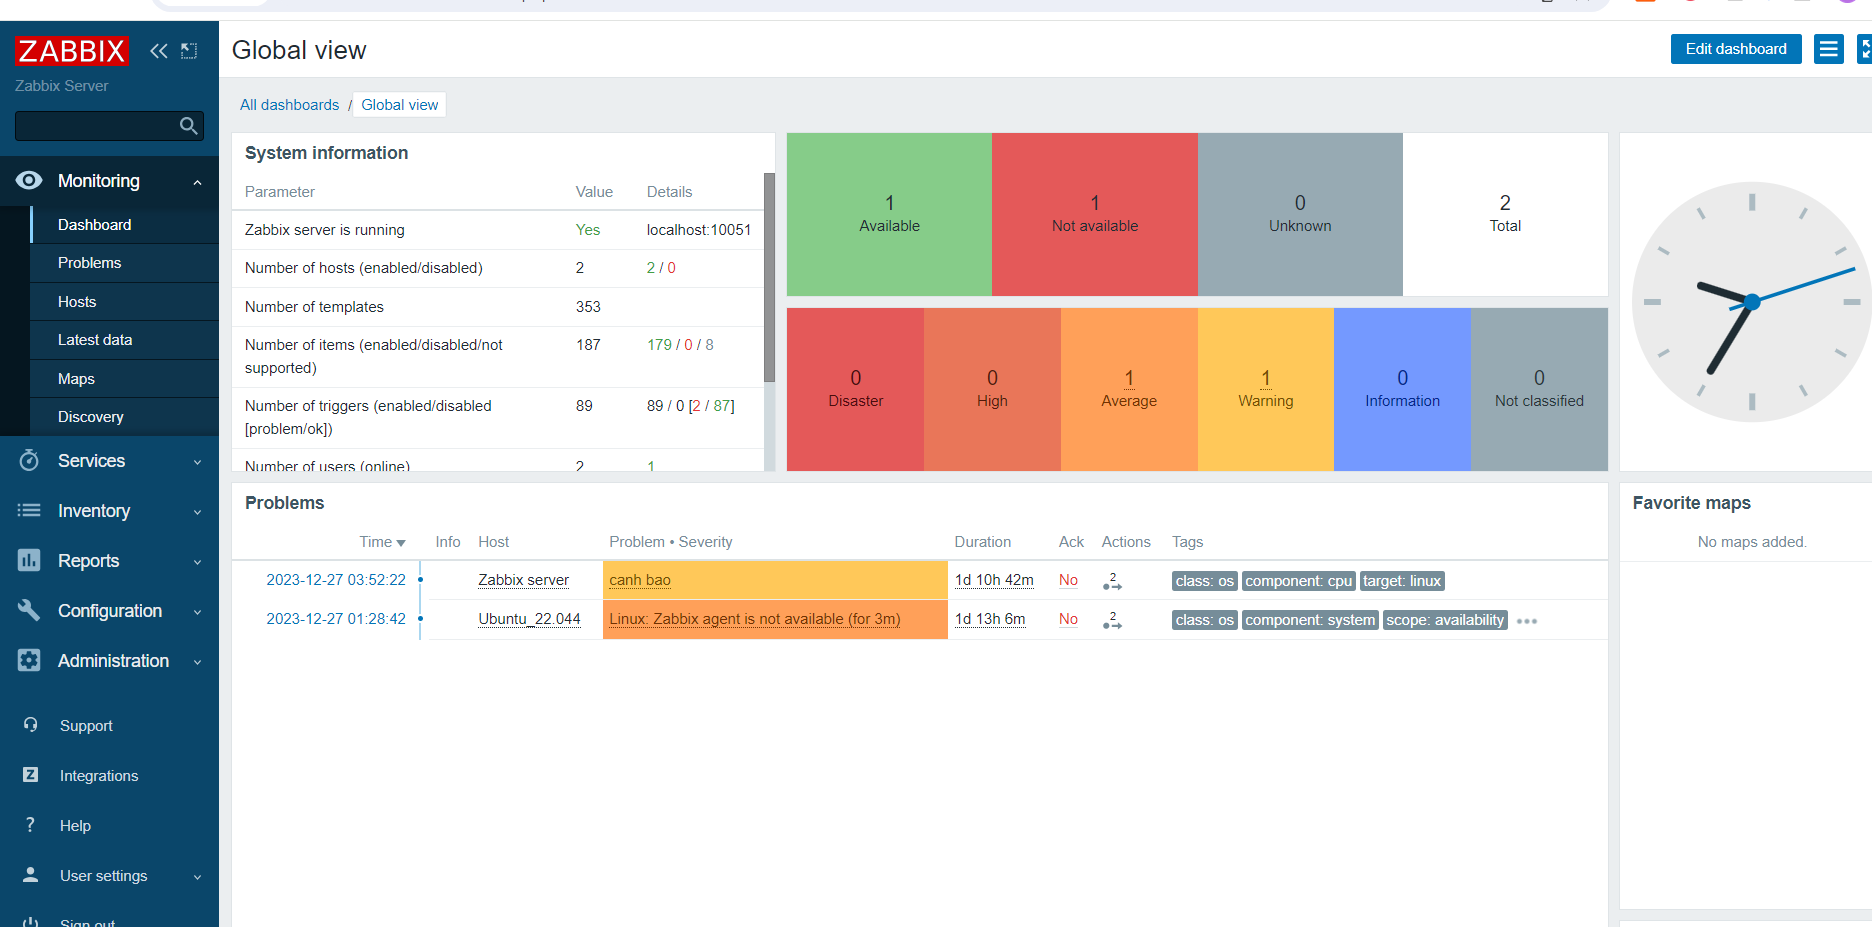 ZABBIX
Zabbix Server
Monitoring
Dashboard
Problems
Hosts
Latest data
Maps
Discovery
Services
Inventory
Reports
Configuration
Administration
Support
Integrations
Help
User settings
Sign out
Global view
Edit dashboard
All dashboards / Global view
System information
Parameter Value Details
Zabbix server is running Yes localhost:10051
Number of hosts (enabled/disabled) 2 2 / 0
Number of templates 353
Number of items (enabled/disabled/not 187 179 / 0 / 8
supported)
Number of triggers (enabled/disabled 89 89 / 0 [2 / 87]
[problem/ok])
Number of users (online) 2 1
1 1 0 2
Available Not available Unknown Total
0 0 1 1 0 0
Disaster High Average Warning Information Not classified
Problems
Time Info Host Problem • Severity Duration Ack Actions Tags
2023-12-27 03:52:22 Zabbix server canh bao 1d 10h 42m No 2 class: os component: cpu target: linux
2023-12-27 01:28:42 Ubuntu_22.044 Linux: Zabbix agent is not available (for 3m) 1d 13h 6m No 2 class: os component: system scope: availability
Favorite maps
No maps added.